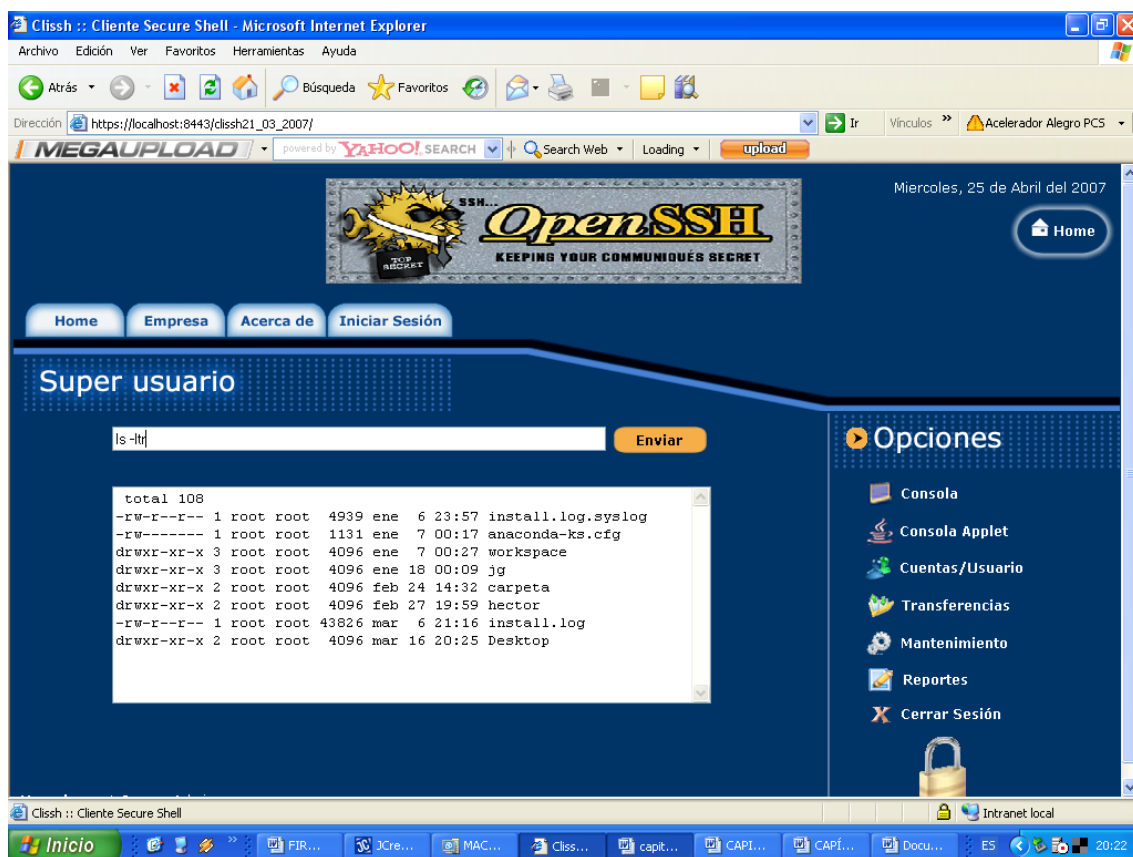 Clissh :: Cliente Secure Shell - Microsoft Internet Explorer
Archivo Edición Ver Favoritos Herramientas Ayuda
Atrás Búsqueda Favoritos
Dirección https://localhost:8443/clissh21_03_2007/ Ir Vínculos » Acelerador Alegro PCS
MEGAUPLOAD powered by YAHOO! SEARCH Search Web Loading upload
Miercoles, 25 de Abril del 2007
SSH...
OpenSSH
KEEPING YOUR COMMUNIQUÉS SECRET
TOP SECRET
Home
Home Empresa Acerca de Iniciar Sesión
Super usuario
ls -ltr Enviar
total 108
-rw-r--r-- 1 root root 4939 ene 6 23:57 install.log.syslog
-rw------- 1 root root 1131 ene 7 00:17 anaconda-ks.cfg
drwxr-xr-x 3 root root 4096 ene 7 00:27 workspace
drwxr-xr-x 3 root root 4096 ene 18 00:09 jg
drwxr-xr-x 2 root root 4096 feb 24 14:32 carpeta
drwxr-xr-x 2 root root 4096 feb 27 19:59 hector
-rw-r--r-- 1 root root 43826 mar 6 21:16 install.log
drwxr-xr-x 2 root root 4096 mar 16 20:25 Desktop
Opciones
Consola
Consola Applet
Cuentas/Usuario
Transferencias
Mantenimiento
Reportes
Cerrar Sesión
Clissh :: Cliente Secure Shell Intranet local
Inicio » FIR... JCre... MAC... Cliss... capit... CAPI... CAPÍ... Docu... ES 20:22